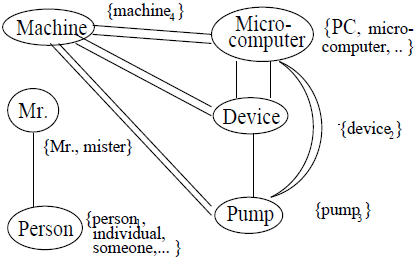 {machine4}
Machine
Micro-
computer
{PC, micro-
computer, .. }
Mr.
Device
{Mr., mister}
{device2}
Person
{person1,
individual,
someone,... }
Pump
{pump3}